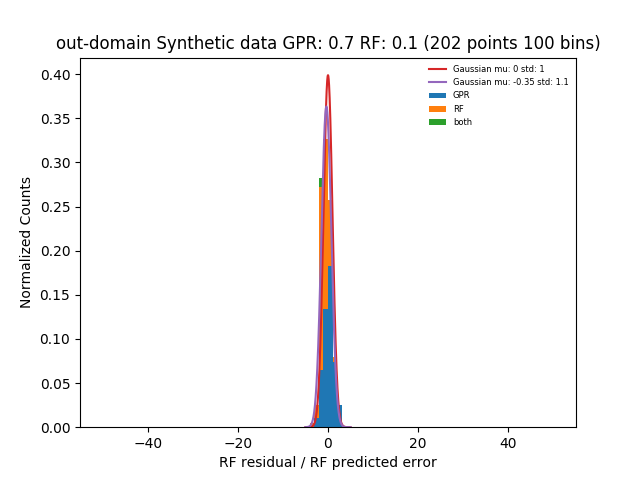 out-domain Synthetic data GPR: 0.7 RF: 0.1 (202 points 100 bins)
Gaussian mu: 0 std: 1
Gaussian mu: -0.35 std: 1.1
GPR
RF
both
Normalized Counts
0.40
0.35
0.30
0.25
0.20
0.15
0.10
0.05
0.00
−40 −20 0 20 40
RF residual / RF predicted error